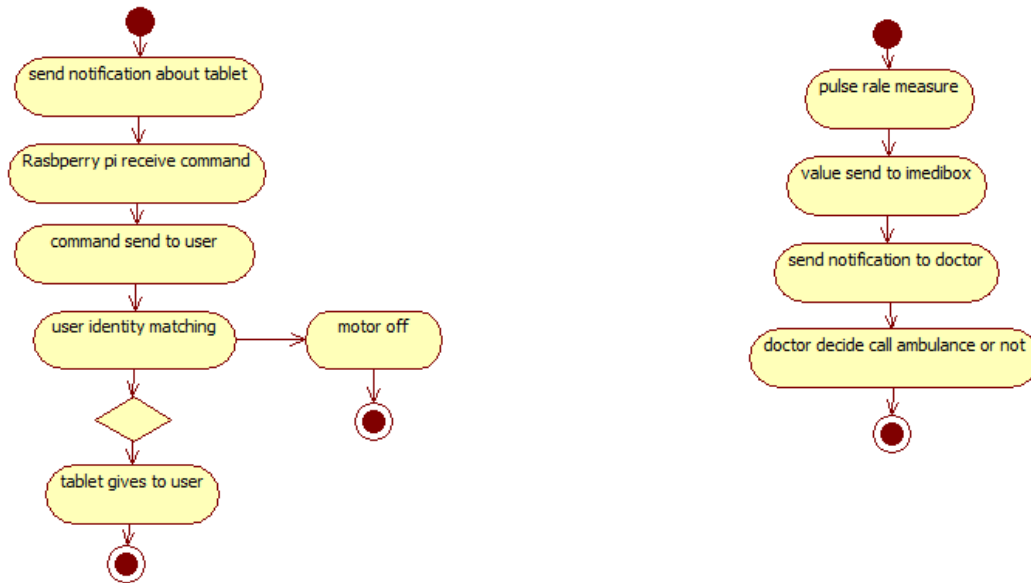 send notification about tablet
Rasbperry pi receive command
command send to user
user identity matching
motor off
tablet gives to user
pulse rale measure
value send to imedibox
send notification to doctor
doctor decide call ambulance or not